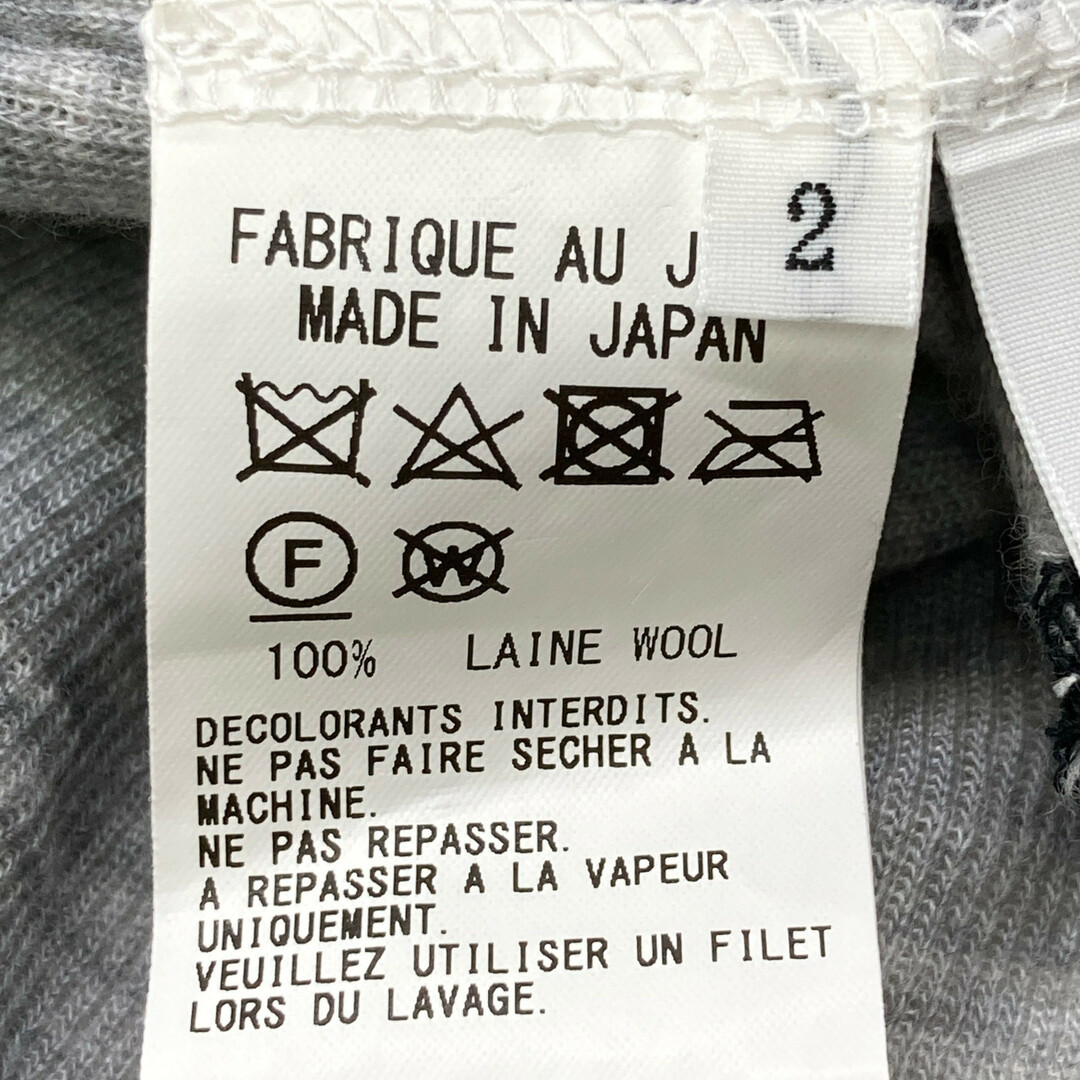 2
FABRIQUE AU J
MADE IN JAPAN
F
W
100% LAINE WOOL
DECOLORANTS INTERDITS.
NE PAS FAIRE SECHER A LA
MACHINE.
NE PAS REPASSER.
A REPASSER A LA VAPEUR
UNIQUEMENT.
VEUILLEZ UTILISER UN FILET
LORS DU LAVAGE.